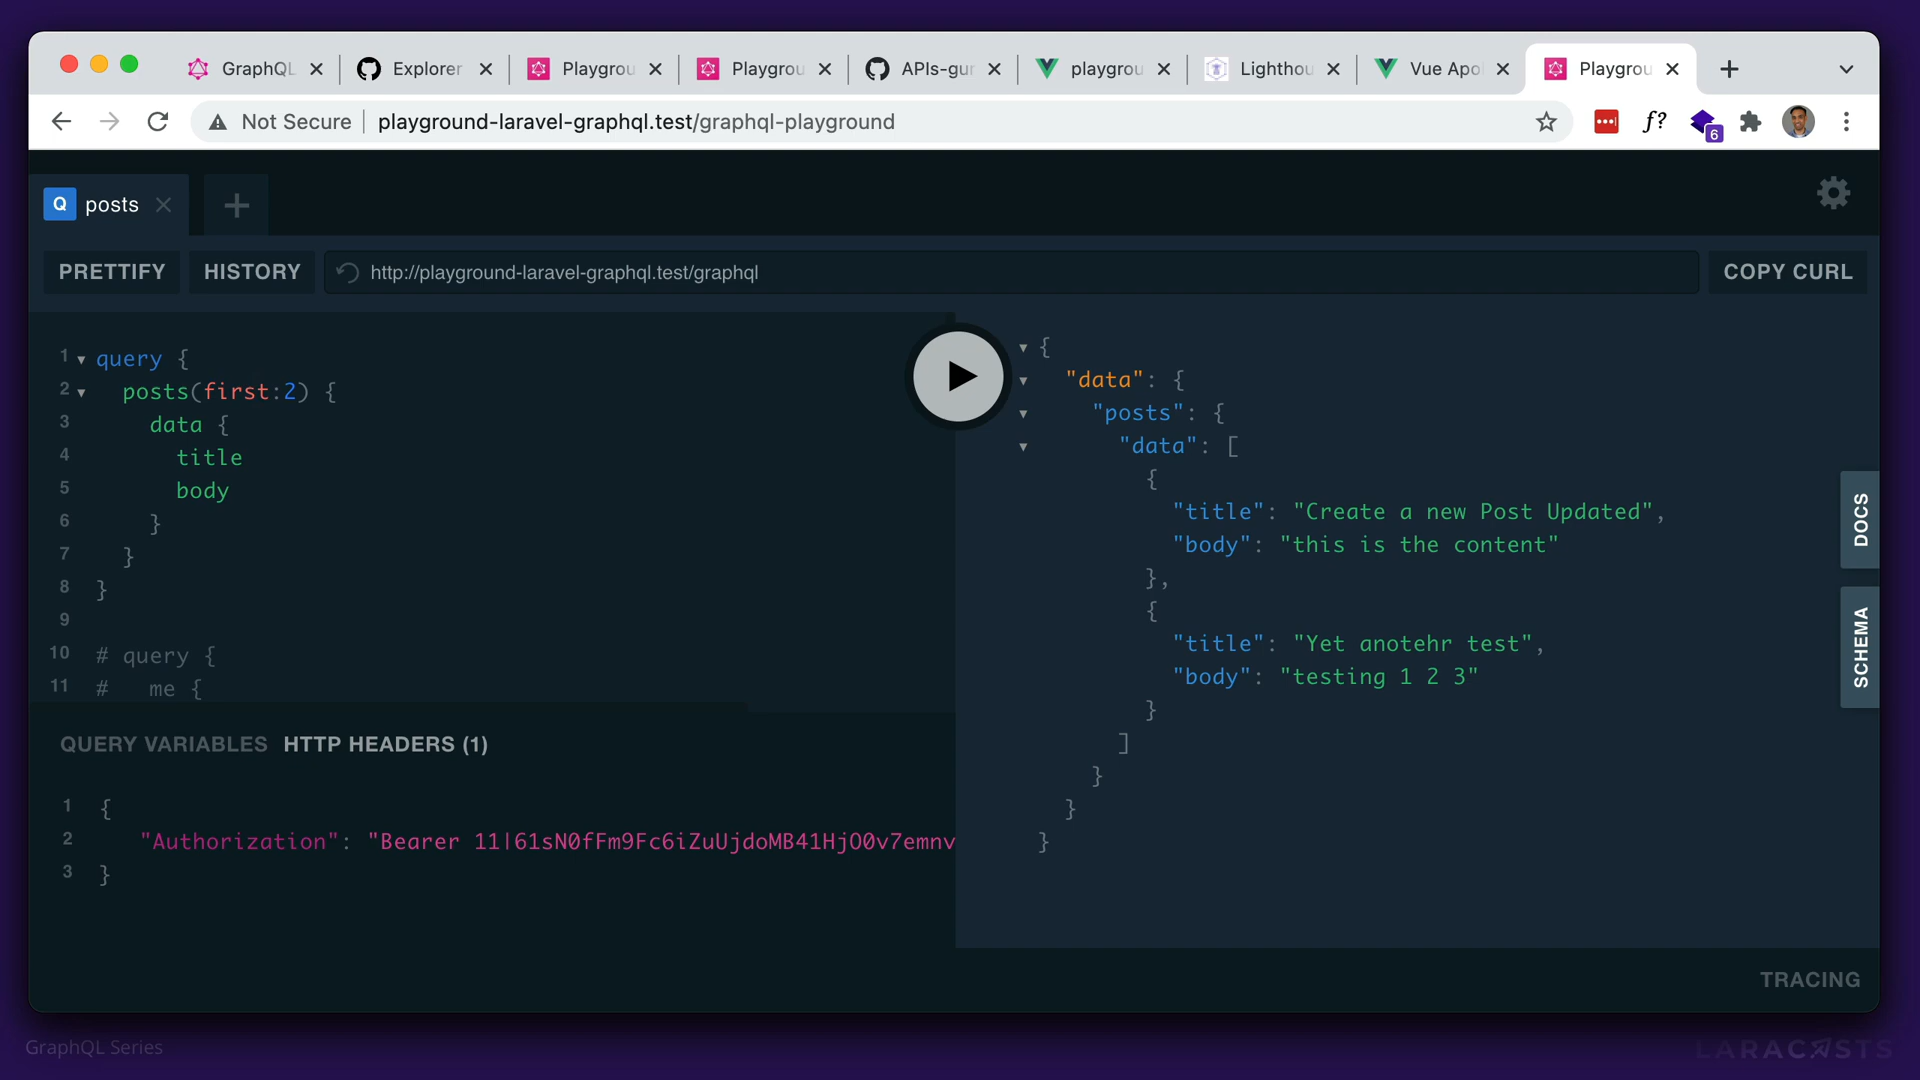 GraphQL
Explorer
Playgrou
Playgrou
APIs-gur
playgrou
Lighthou
Vue Apol
Playgrou
Not Secure
playground-laravel-graphql.test/graphql-playground
f?
6
Q posts
PRETTIFY
HISTORY
http://playground-laravel-graphql.test/graphql
COPY CURL
1 query {
2 posts(first:2) {
3 data {
4 title
5 body
6 }
7 }
8 }
9
10 # query {
11 # me {
QUERY VARIABLES HTTP HEADERS (1)
1 {
2 "Authorization": "Bearer 11|61sN0fFm9Fc6iZuUjdoMB41HjO0v7emnv
3 }
{
"data": {
"posts": {
"data": [
{
"title": "Create a new Post Updated",
"body": "this is the content"
},
{
"title": "Yet anotehr test",
"body": "testing 1 2 3"
}
]
}
}
}
DOCS
SCHEMA
TRACING
GraphQL Series
LARACASTS